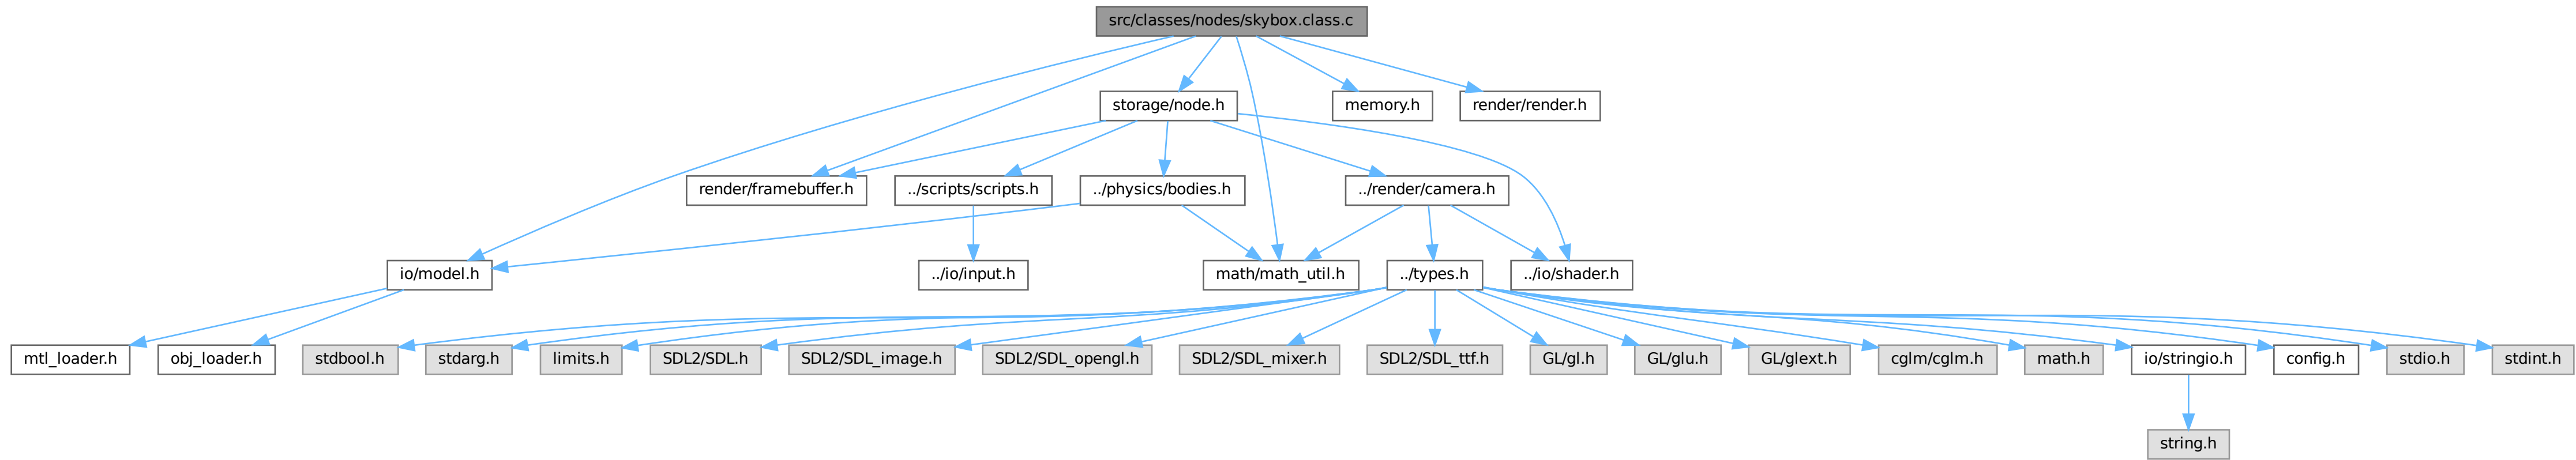 src/classes/nodes/skybox.class.c
storage/node.h
memory.h
render/render.h
render/framebuffer.h
../scripts/scripts.h
../physics/bodies.h
../render/camera.h
io/model.h
../io/input.h
math/math_util.h
../types.h
../io/shader.h
mtl_loader.h
obj_loader.h
stdbool.h
stdarg.h
limits.h
SDL2/SDL.h
SDL2/SDL_image.h
SDL2/SDL_opengl.h
SDL2/SDL_mixer.h
SDL2/SDL_ttf.h
GL/gl.h
GL/glu.h
GL/glext.h
cglm/cglm.h
math.h
io/stringio.h
config.h
stdio.h
stdint.h
string.h